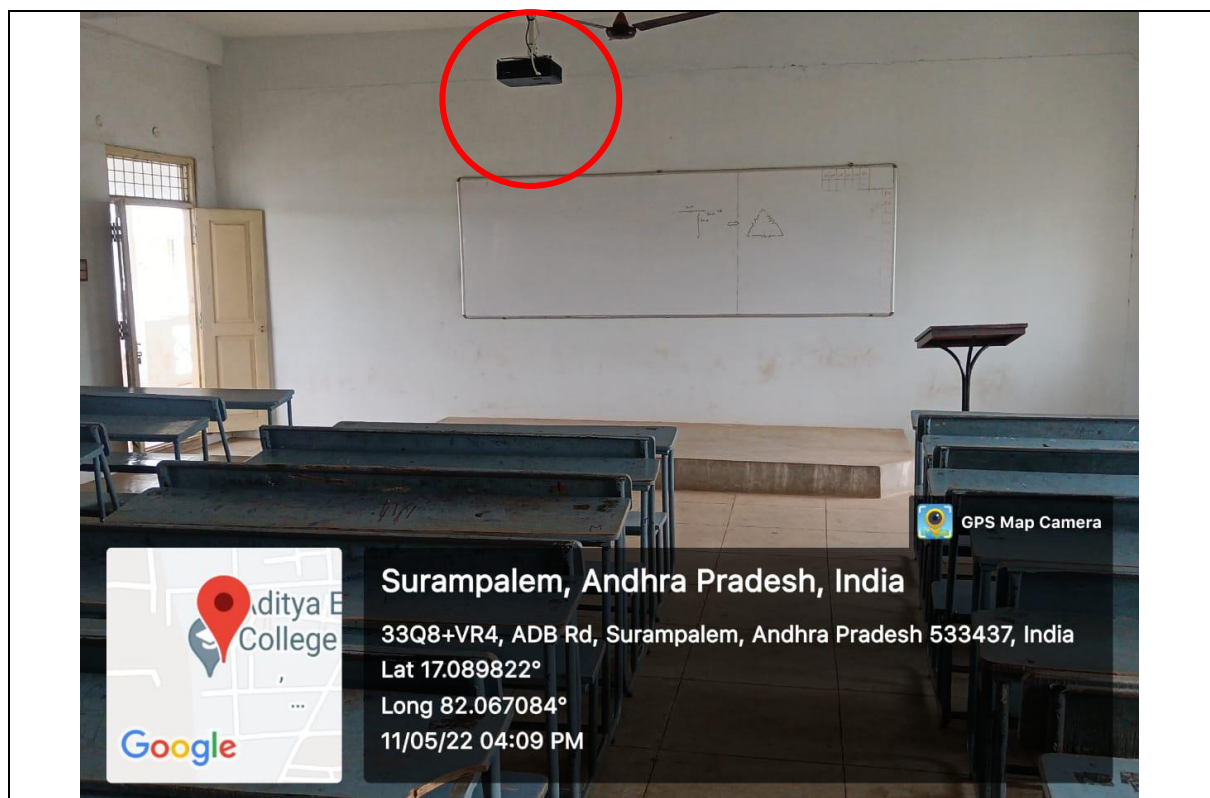 GPS Map Camera
Surampalem, Andhra Pradesh, India
33Q8+VR4, ADB Rd, Surampalem, Andhra Pradesh 533437, India
Lat 17.089822°
Long 82.067084°
11/05/22 04:09 PM
Aditya E
College
Google